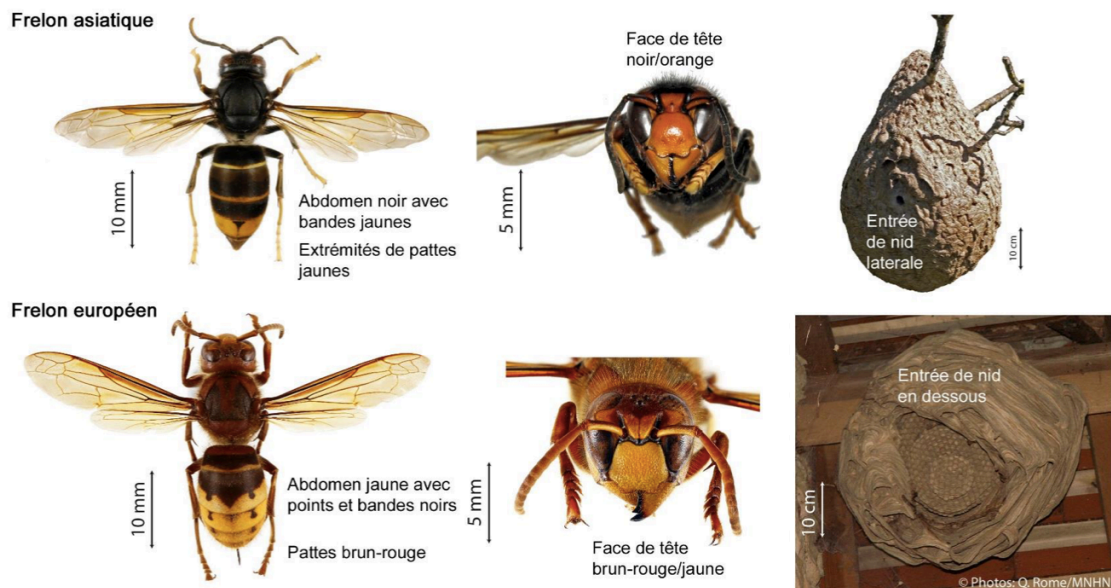 Frelon asiatique
10 mm
Abdomen noir avec
bandes jaunes
Extrémités de pattes
jaunes
Face de tête
noir/orange
5 mm
Entrée
de nid
laterale
10 cm
Frelon européen
10 mm
Abdomen jaune avec
points et bandes noirs
Pattes brun-rouge
5 mm
Face de tête
brun-rouge/jaune
Entrée de nid
en dessous
10 cm
© Photos: Q. Rome/MNHN